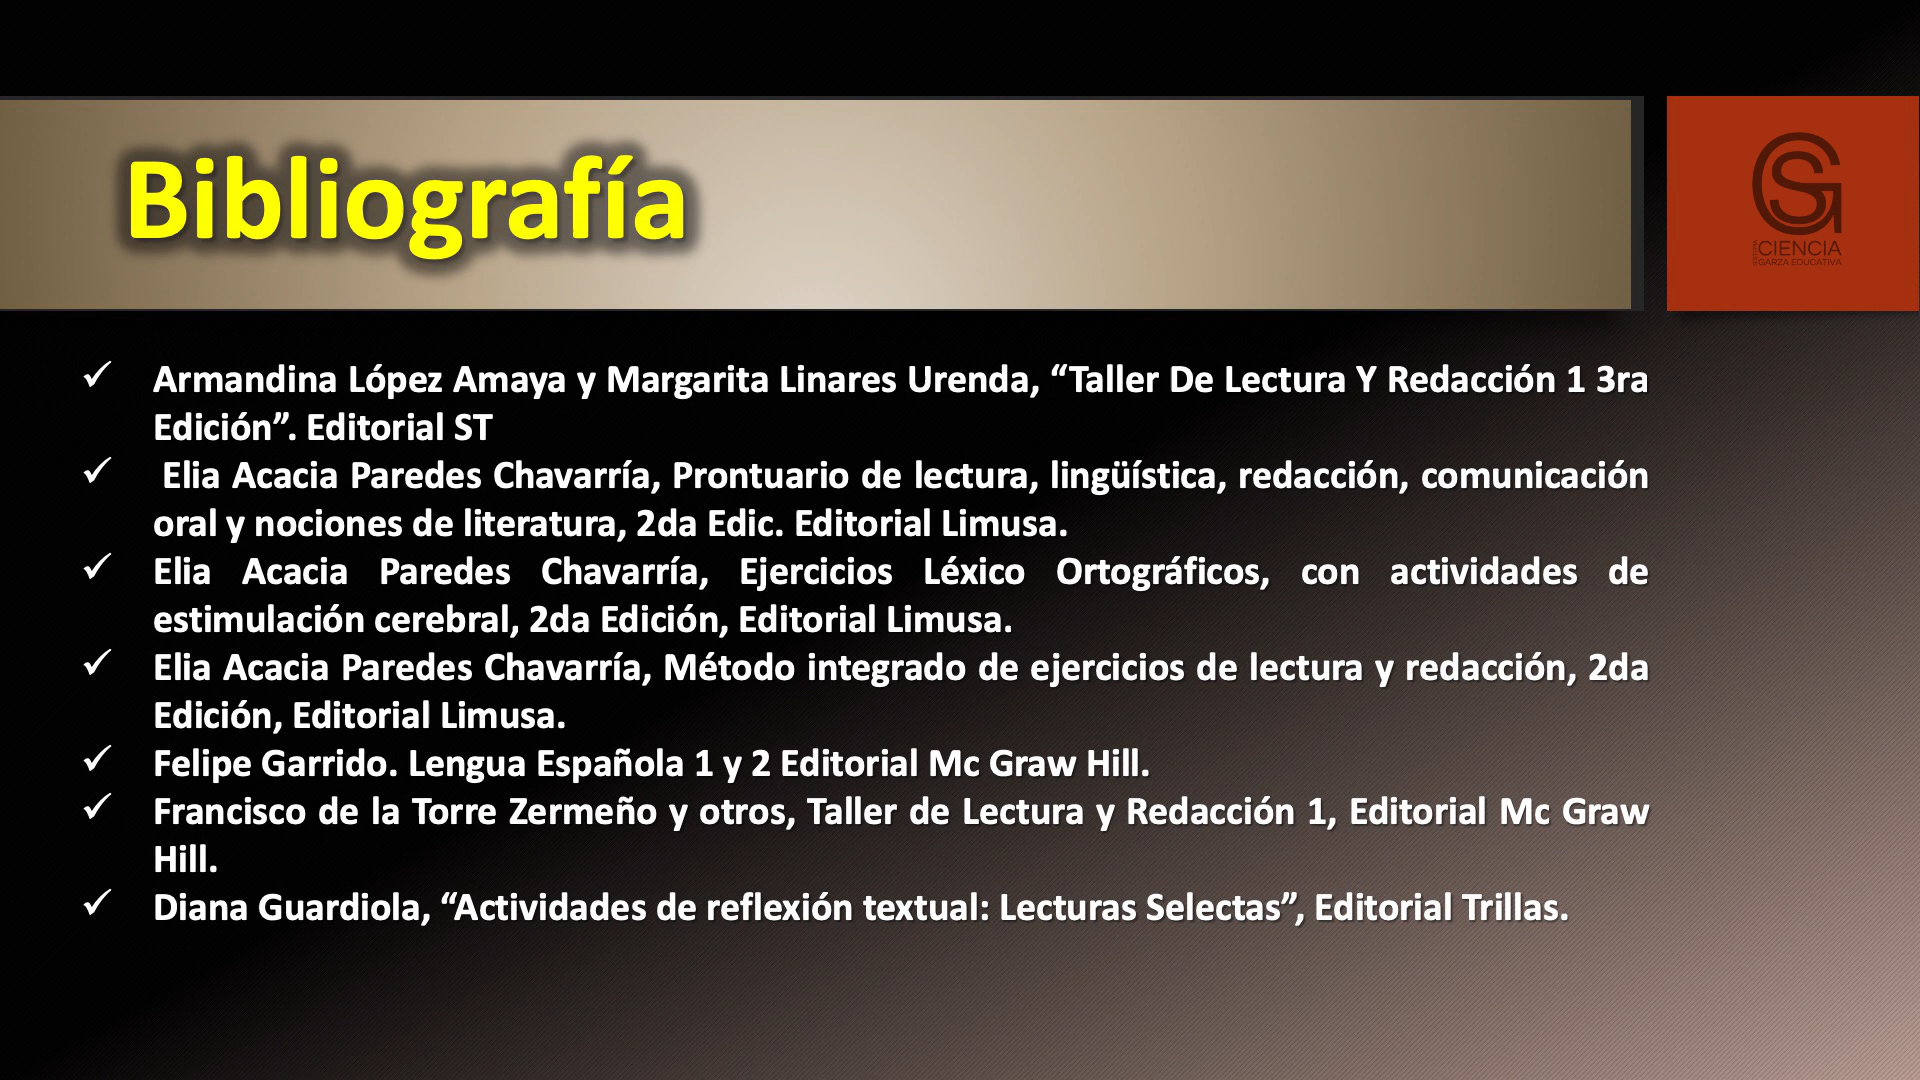 Bibliografía
CIENCIA
GARZA EDUCATIVA
Armandina López Amaya y Margarita Linares Urenda, “Taller De Lectura Y Redacción 1 3ra
Edición”. Editorial ST
Elia Acacia Paredes Chavarría, Prontuario de lectura, lingüística, redacción, comunicación
oral y nociones de literatura, 2da Edic. Editorial Limusa.
Elia Acacia Paredes Chavarría, Ejercicios Léxico Ortográficos, con actividades de
estimulación cerebral, 2da Edición, Editorial Limusa.
Elia Acacia Paredes Chavarría, Método integrado de ejercicios de lectura y redacción, 2da
Edición, Editorial Limusa.
Felipe Garrido. Lengua Española 1 y 2 Editorial Mc Graw Hill.
Francisco de la Torre Zermeño y otros, Taller de Lectura y Redacción 1, Editorial Mc Graw
Hill.
Diana Guardiola, “Actividades de reflexión textual: Lecturas Selectas”, Editorial Trillas.